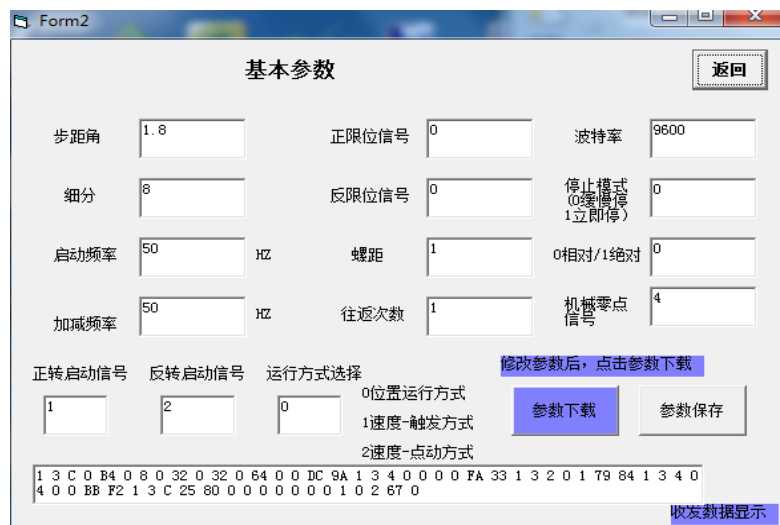 Form2
基本参数
返回
步距角
1.8
正限位信号
0
波特率
9600
细分
8
反限位信号
0
停止模式
(0缓慢停
1立即停)
0
启动频率
50
HZ
螺距
1
0相对/1绝对
0
加减频率
50
HZ
往返次数
1
机械零点
信号
4
修改参数后，点击参数下载
正转启动信号
反转启动信号
运行方式选择
1
2
0
0位置运行方式
1速度-触发方式
2速度-点动方式
参数下载
参数保存
1 3 C 0 B4 0 8 0 32 0 32 0 64 0 0 DC 9A 1 3 4 0 0 0 0 FA 33 1 3 2 0 1 79 84 1 3 4 0
4 0 0 BB F2 1 3 C 25 80 0 0 0 0 0 0 0 1 0 2 67 0
收发数据显示